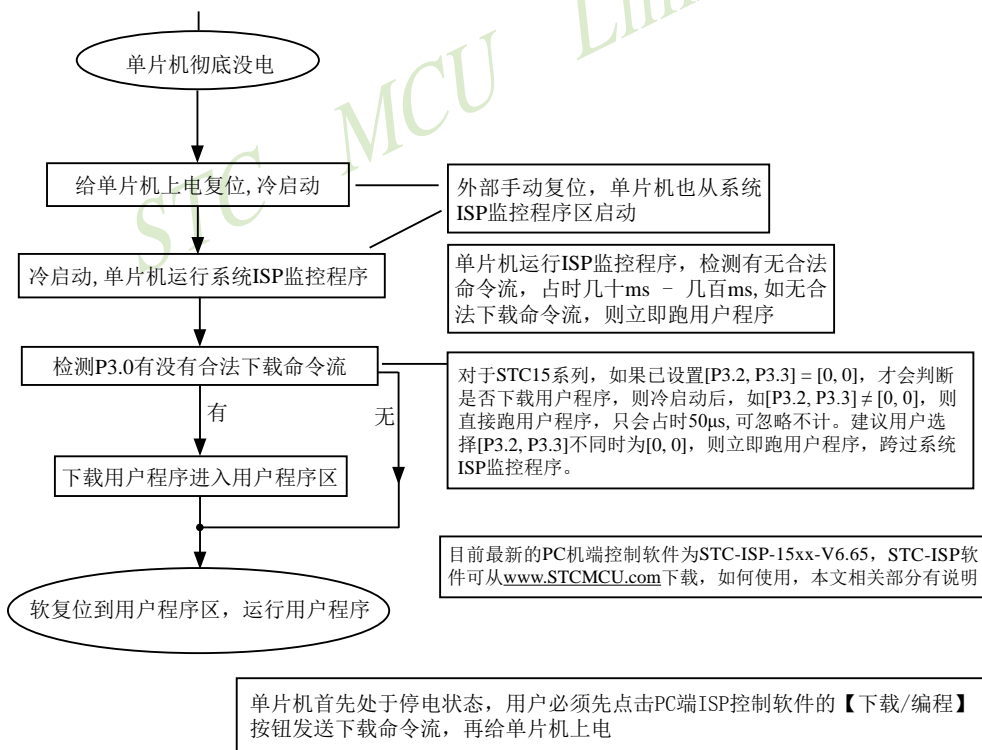 STC MCU
单片机彻底没电
给单片机上电复位,冷启动
外部手动复位，单片机也从系统
ISP监控程序区启动
冷启动,单片机运行系统ISP监控程序
单片机运行ISP监控程序，检测有无合法
命令流，占时几十ms - 几百ms,如无合
法下载命令流，则立即跑用户程序
检测P3.0有没有合法下载命令流
对于STC15系列，如果已设置[P3.2, P3.3] = [0, 0]，才会判断
是否下载用户程序，则冷启动后，如[P3.2, P3.3] ≠ [0, 0]，则
直接跑用户程序，只会占时50μs,可忽略不计。建议用户选
择[P3.2, P3.3]不同时为[0, 0]，则立即跑用户程序，跨过系统
ISP监控程序。
有
无
下载用户程序进入用户程序区
目前最新的PC机端控制软件为STC-ISP-15xx-V6.65，STC-ISP软
件可从www.STCMCU.com下载，如何使用，本文相关部分有说明
软复位到用户程序区，运行用户程序
单片机首先处于停电状态，用户必须先点击PC端ISP控制软件的【下载/编程】
按钮发送下载命令流，再给单片机上电